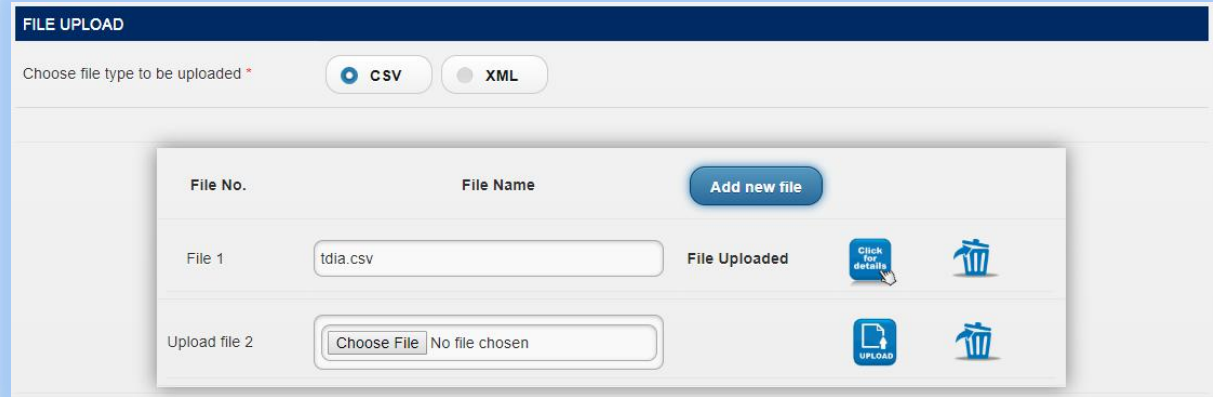 FILE UPLOAD
Choose file type to be uploaded *
CSV
XML
File No.
File Name
Add new file
File 1
tdia.csv
File Uploaded
Click
for
details
Upload file 2
Choose File No file chosen
UPLOAD